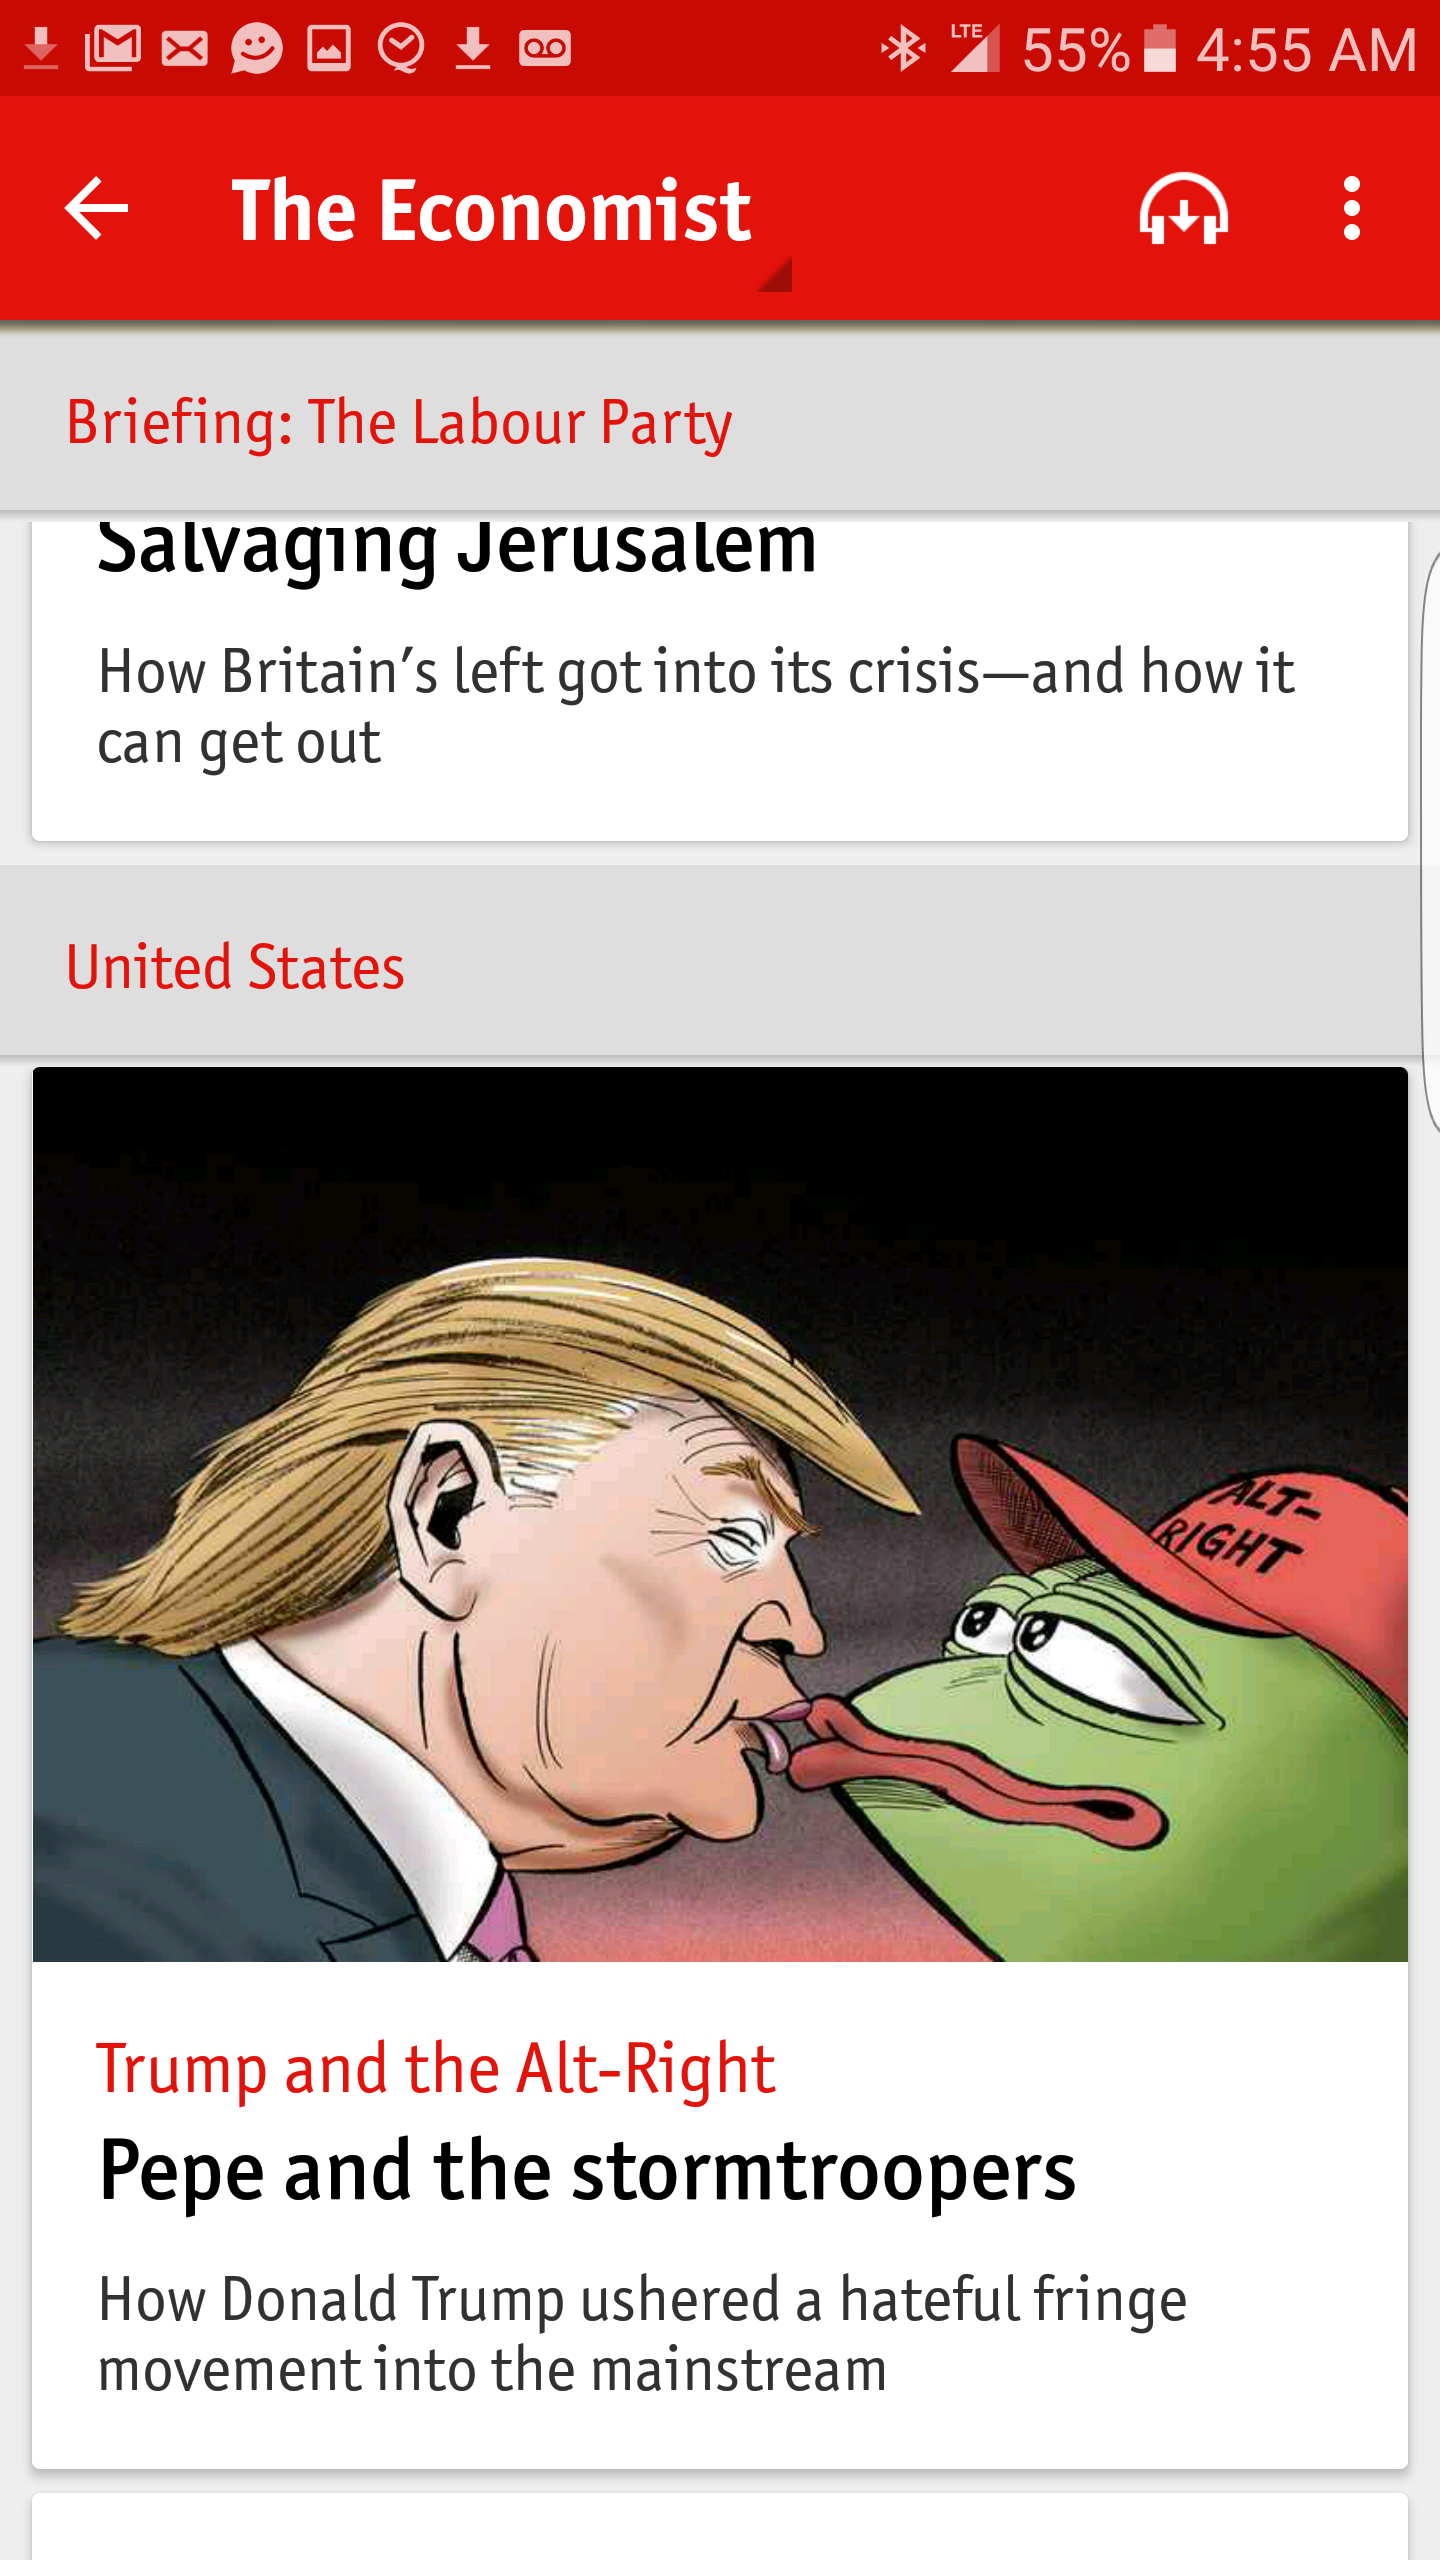 LTE 55% 4:55 AM
The Economist
Briefing: The Labour Party
Salvaging Jerusalem
How Britain’s left got into its crisis—and how it
can get out
United States
ALT-
RIGHT
Trump and the Alt-Right
Pepe and the stormtroopers
How Donald Trump ushered a hateful fringe
movement into the mainstream